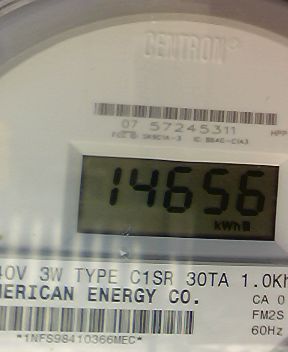 CENTRON
07 57245311
14656
kWh
40V 3W TYPE C1SR 30TA 1.0Kh
MERICAN ENERGY CO.
CA 0
FM2S
60Hz
*1NFS98410366MEC*